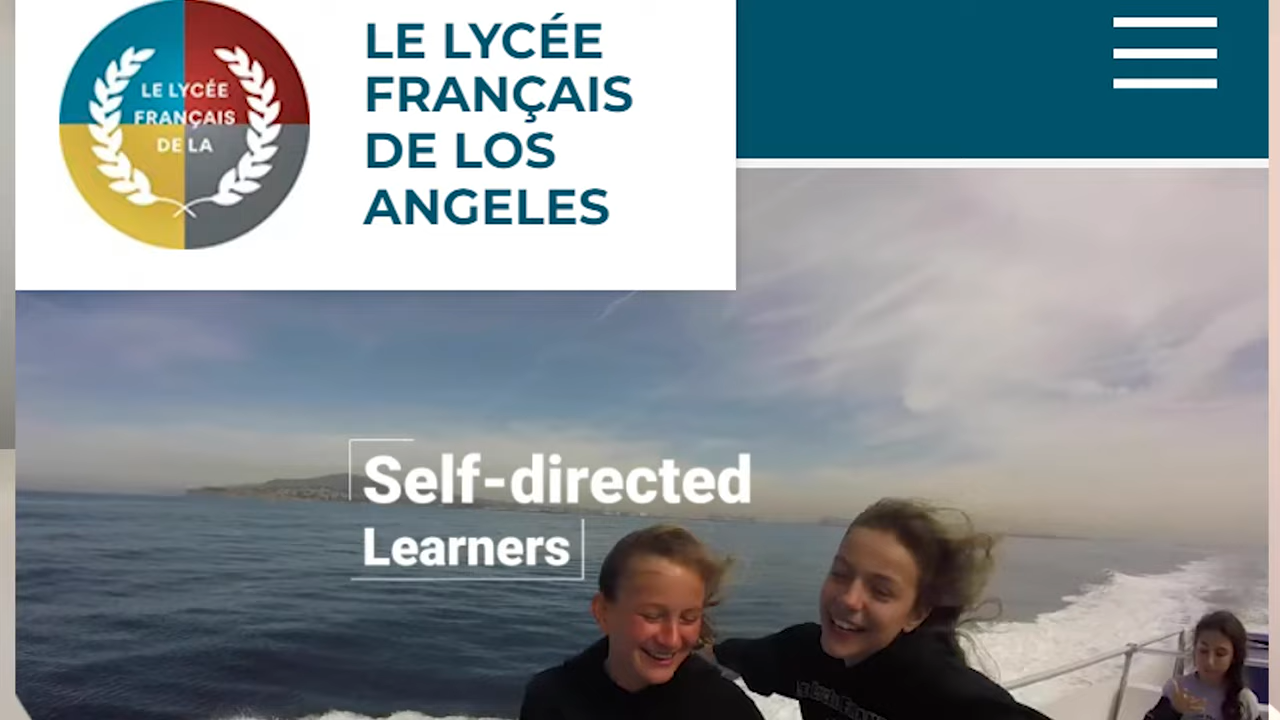 LE LYCÉE
FRANÇAIS
DE LA
LE LYCÉE
FRANÇAIS
DE LOS
ANGELES
Self-directed
Learners